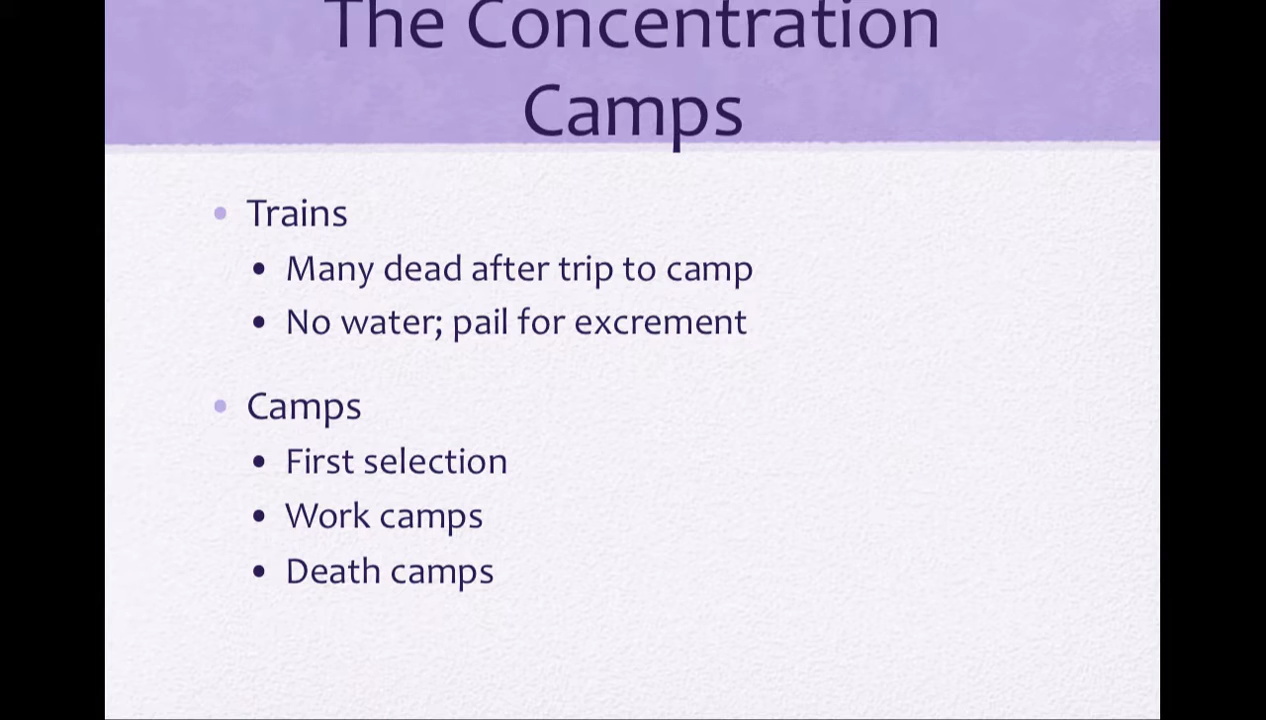 The Concentration
Camps
• Trains
• Many dead after trip to camp
• No water; pail for excrement
• Camps
• First selection
• Work camps
• Death camps